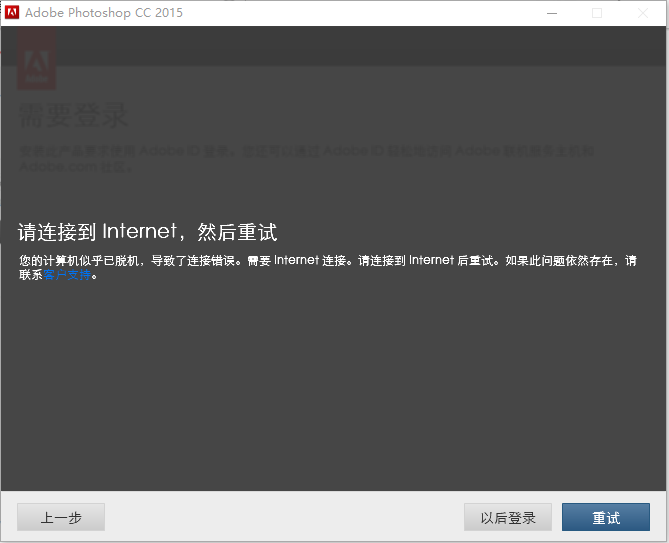 Adobe Photoshop CC 2015
需要登录
请连接到 Internet，然后重试
您的计算机似乎已脱机，导致了连接错误。需要 Internet 连接。请连接到 Internet 后重试。如果此问题依然存在，请
联系客户支持。
上一步
以后登录
重试